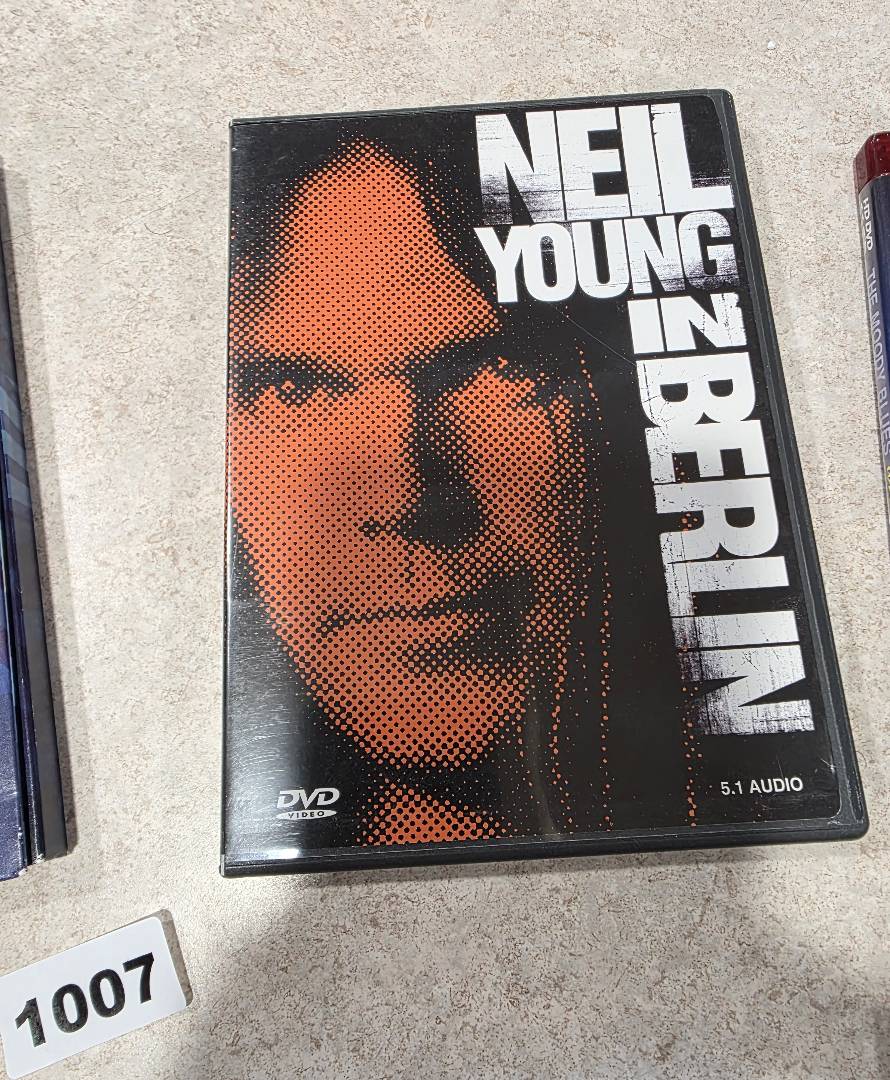 NEIL
YOUNG
IN
BERLIN
DVD
VIDEO
5.1 AUDIO
HD DVD
THE MOODY BLUES
1007